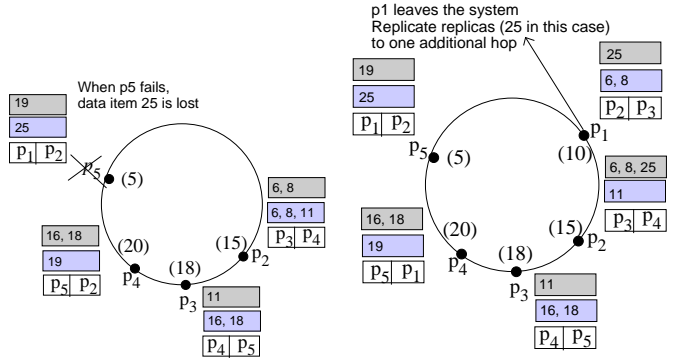 When p5 fails,
data item 25 is lost
19
25
p1 p2
p5 (5)
16, 18
19
p5 p2
(20)
p4
(18)
p3
11
16, 18
p4 p5
(15)
p2
6, 8
6, 8, 11
p3 p4
p1 leaves the system
Replicate replicas (25 in this case)
to one additional hop
19
25
p1 p2
p5 (5)
25
6, 8
p2 p3
p1
(10)
6, 8, 25
11
p3 p4
(15) p2
16, 18
19
p5 p1
(20)
p4
(18)
p3
11
16, 18
p4 p5